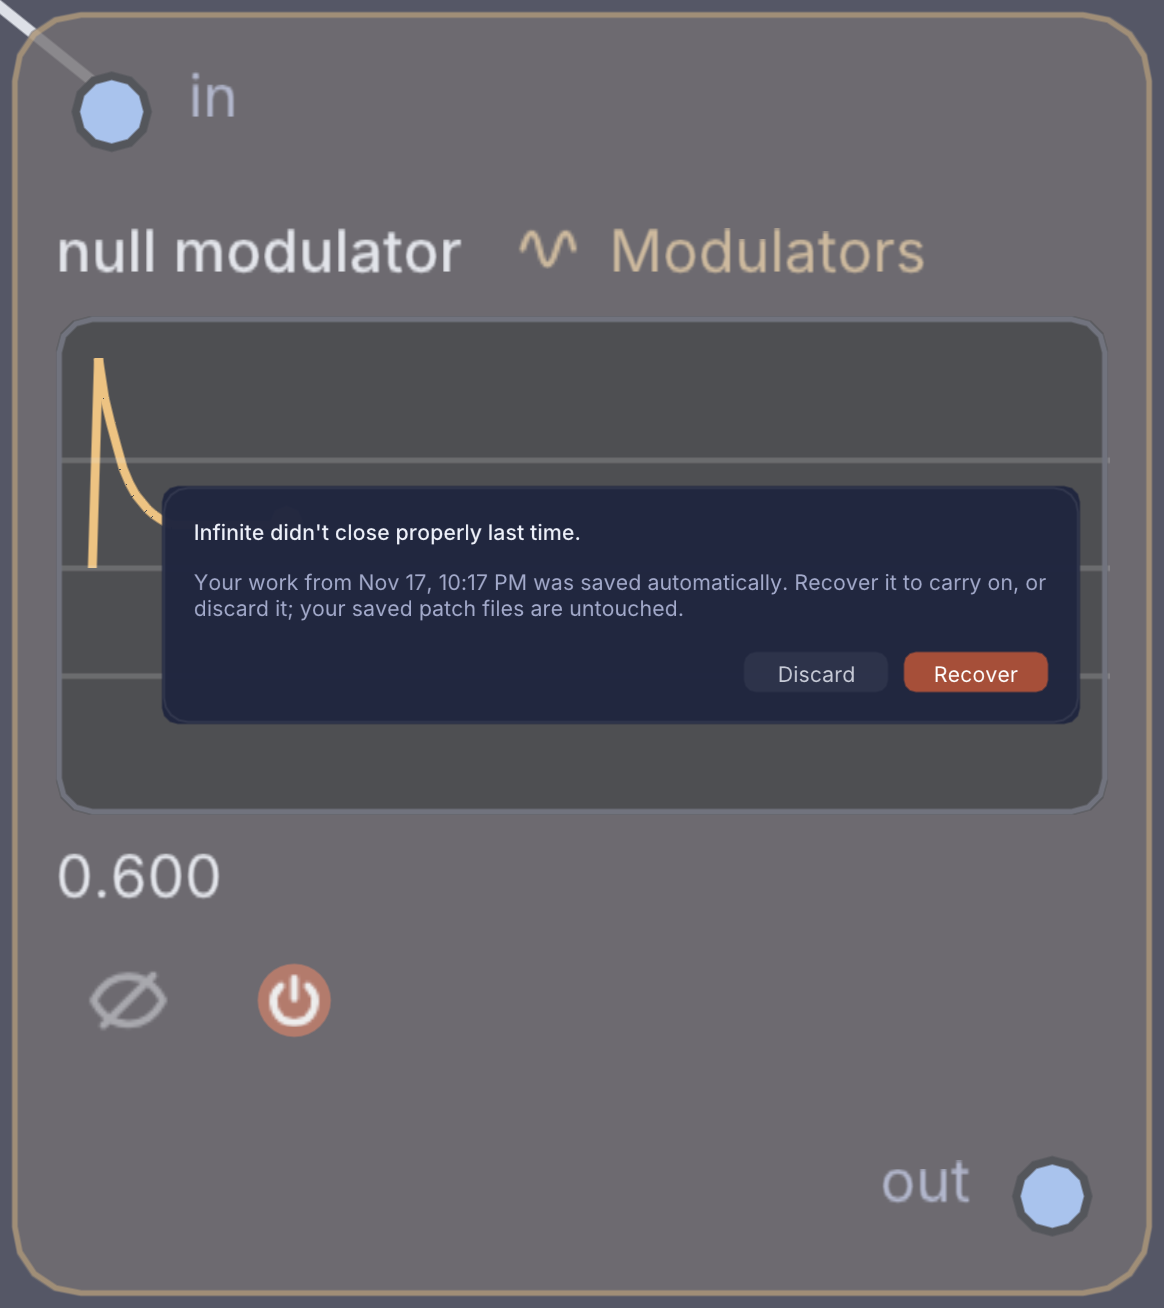 in
null modulator Modulators
Infinite didn't close properly last time.
Your work from Nov 17, 10:17 PM was saved automatically. Recover it to carry on, or
discard it; your saved patch files are untouched.
Discard Recover
0.600
out